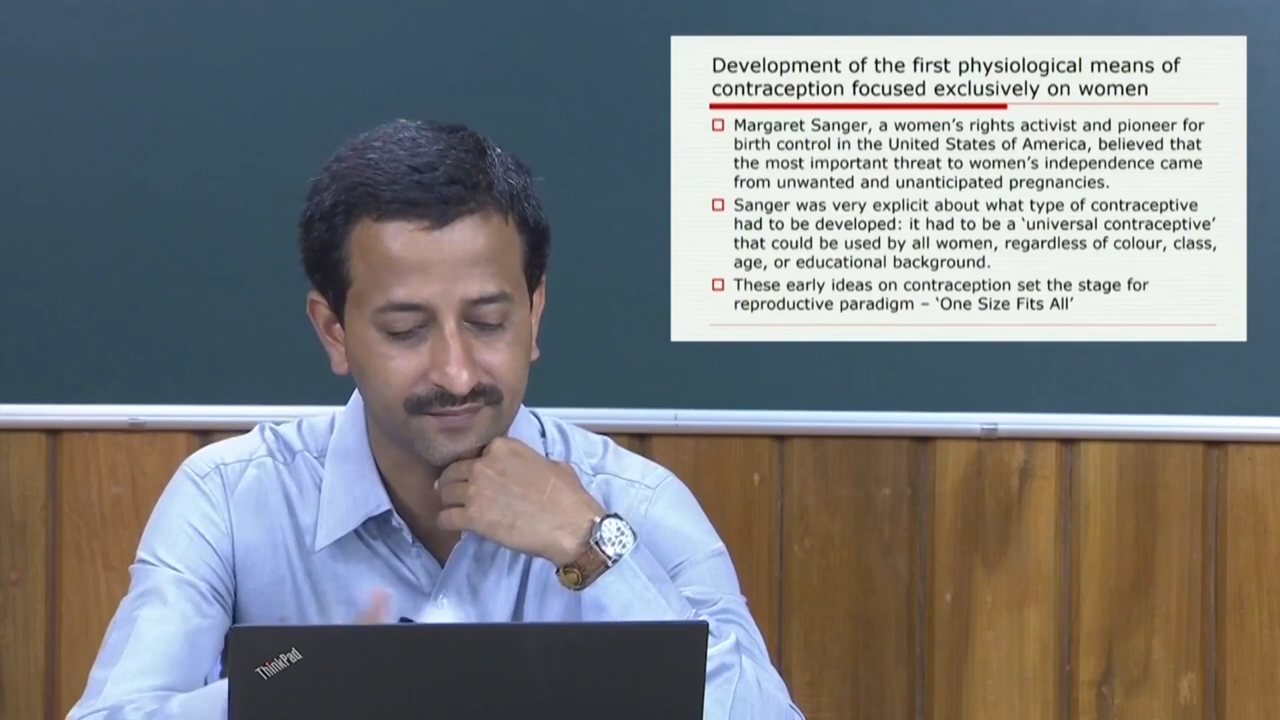 Development of the first physiological means of
contraception focused exclusively on women
Margaret Sanger, a women's rights activist and pioneer for
birth control in the United States of America, believed that
the most important threat to women's independence came
from unwanted and unanticipated pregnancies.
Sanger was very explicit about what type of contraceptive
had to be developed: it had to be a ‘universal contraceptive’
that could be used by all women, regardless of colour, class,
age, or educational background.
These early ideas on contraception set the stage for
reproductive paradigm – ‘One Size Fits All’
ThinkPad